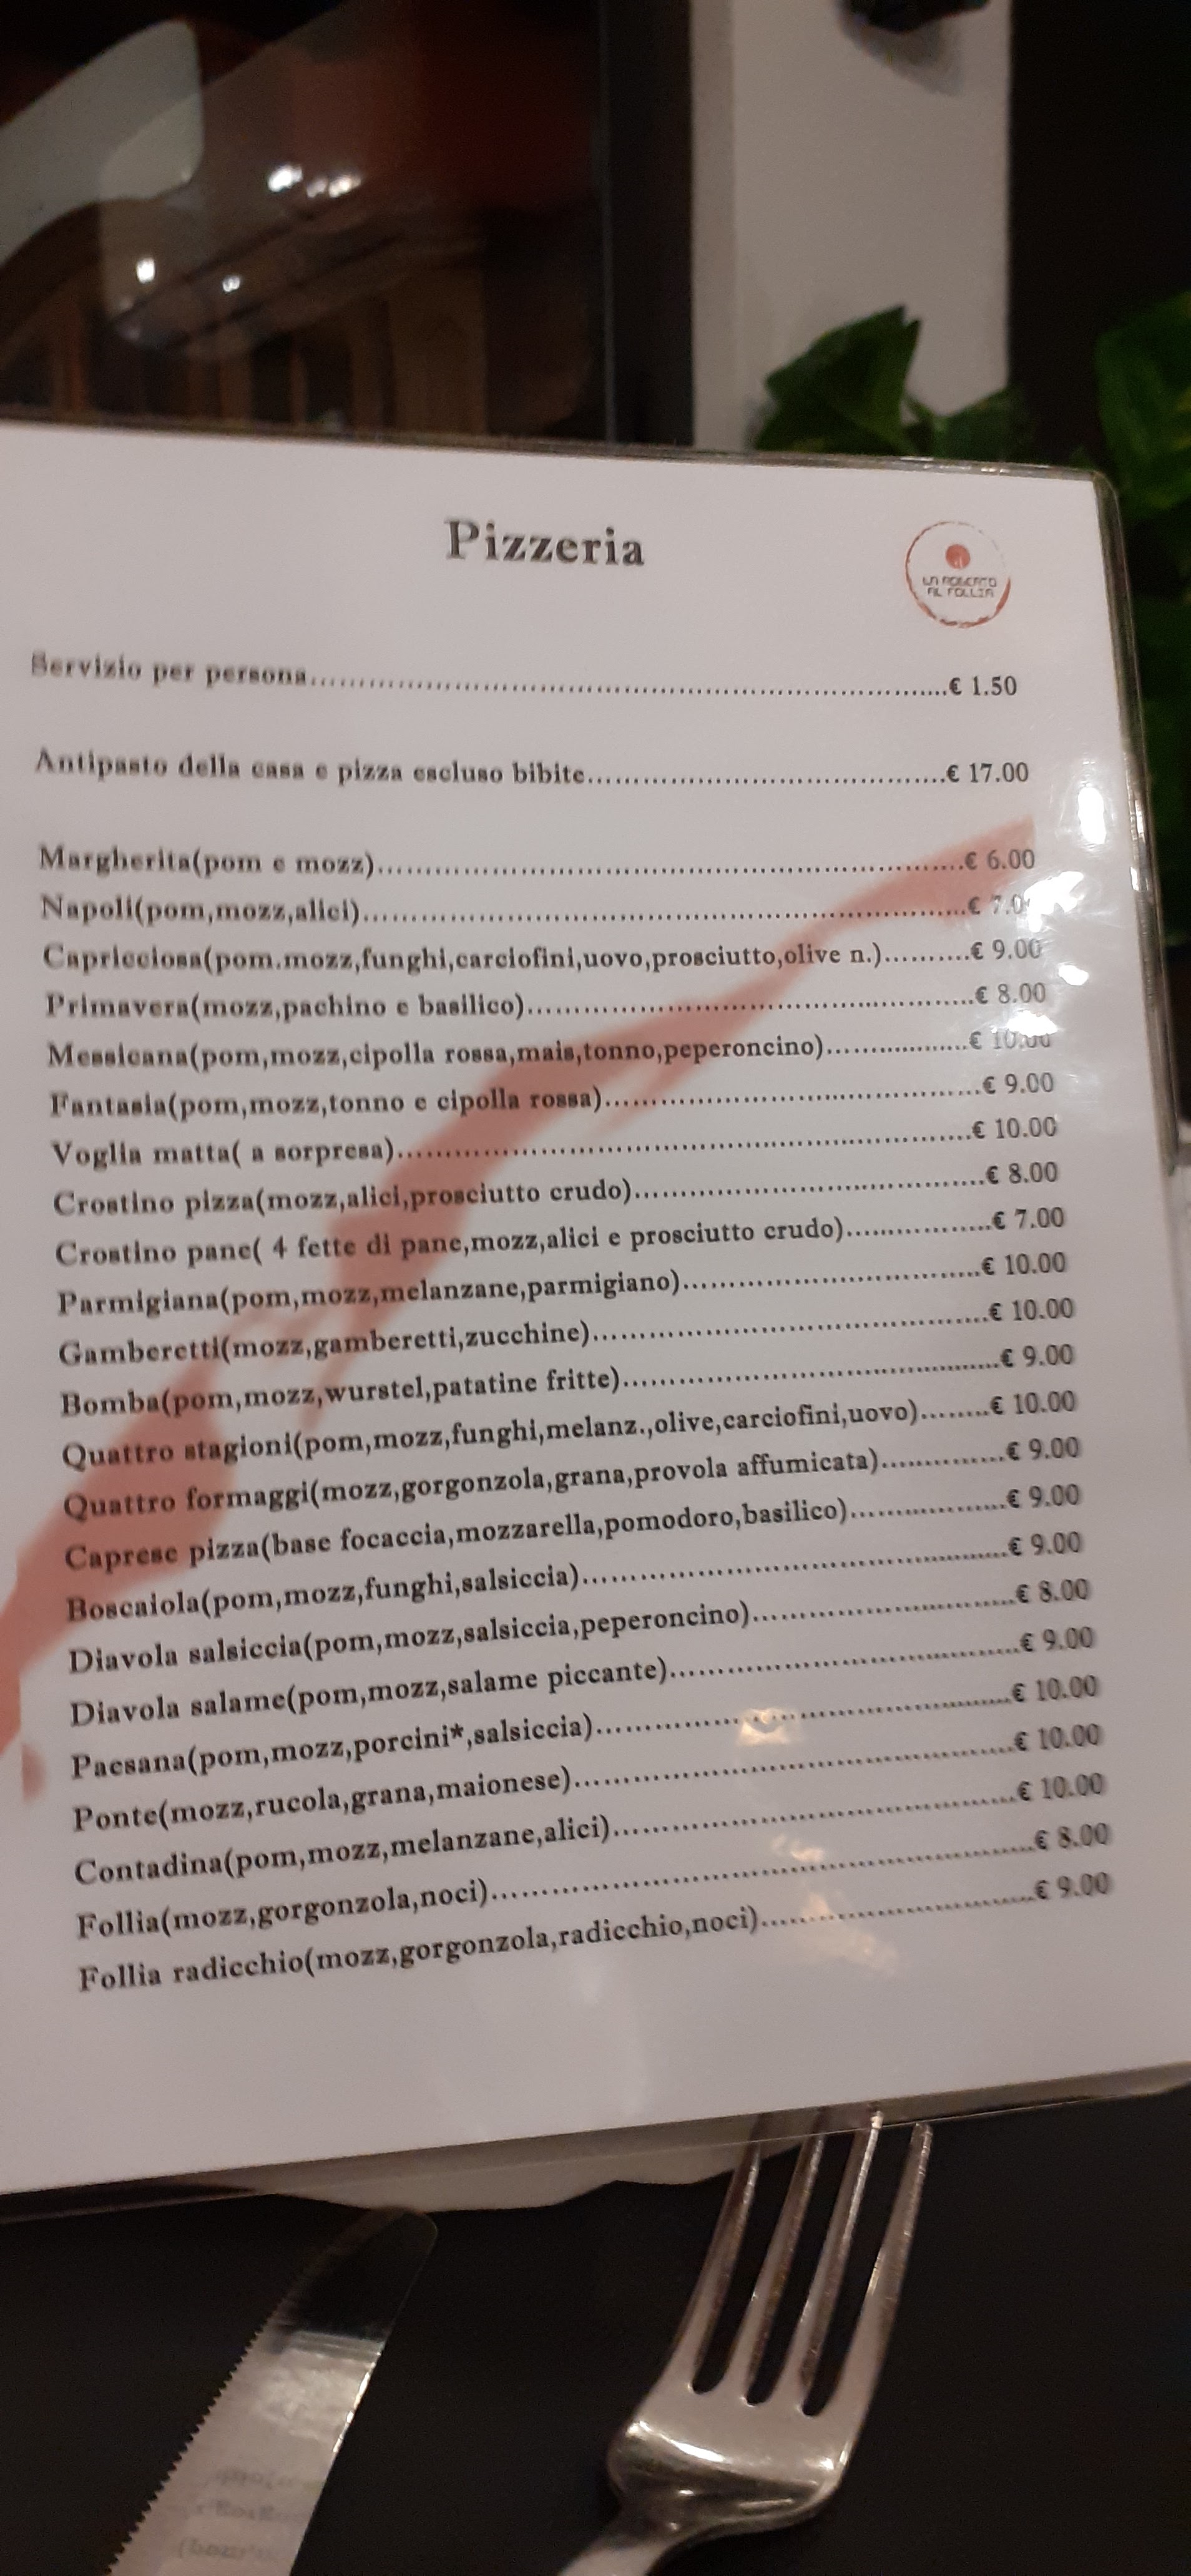 Pizzeria
LA ROBERTO
AL FOLLIA
Servizio per persona......€ 1.50
Antipasto della casa e pizza escluso bibite......€ 17.00
Margherita(pom e mozz)......€ 6.00
Napoli(pom,mozz,alici)......€ 7.0
Capricciosa(pom.mozz,funghi,carciofini,uovo,prosciutto,olive n.)......€ 9.00
Primavera(mozz,pachino e basilico)......€ 8.00
Messicana(pom,mozz,cipolla rossa,mais,tonno,peperoncino)......€ 10.00
Fantasia(pom,mozz,tonno e cipolla rossa)......€ 9.00
Voglia matta( a sorpresa)......€ 10.00
Crostino pizza(mozz,alici,prosciutto crudo)......€ 8.00
Crostino pane( 4 fette di pane,mozz,alici e prosciutto crudo)......€ 7.00
Parmigiana(pom,mozz,melanzane,parmigiano)......€ 10.00
Gamberetti(mozz,gamberetti,zucchine)......€ 10.00
Bomba(pom,mozz,wurstel,patatine fritte)......€ 9.00
Quattro stagioni(pom,mozz,funghi,melanz.,olive,carciofini,uovo)......€ 10.00
Quattro formaggi(mozz,gorgonzola,grana,provola affumicata)......€ 9.00
Caprese pizza(base focaccia,mozzarella,pomodoro,basilico)......€ 9.00
Boscaiola(pom,mozz,funghi,salsiccia)......€ 9.00
Diavola salsiccia(pom,mozz,salsiccia,peperoncino)......€ 8.00
Diavola salame(pom,mozz,salame piccante)......€ 9.00
Paesana(pom,mozz,porcini*,salsiccia)......€ 10.00
Ponte(mozz,rucola,grana,maionese)......€ 10.00
Contadina(pom,mozz,melanzane,alici)......€ 10.00
Follia(mozz,gorgonzola,noci)......€ 8.00
Follia radicchio(mozz,gorgonzola,radicchio,noci)......€ 9.00